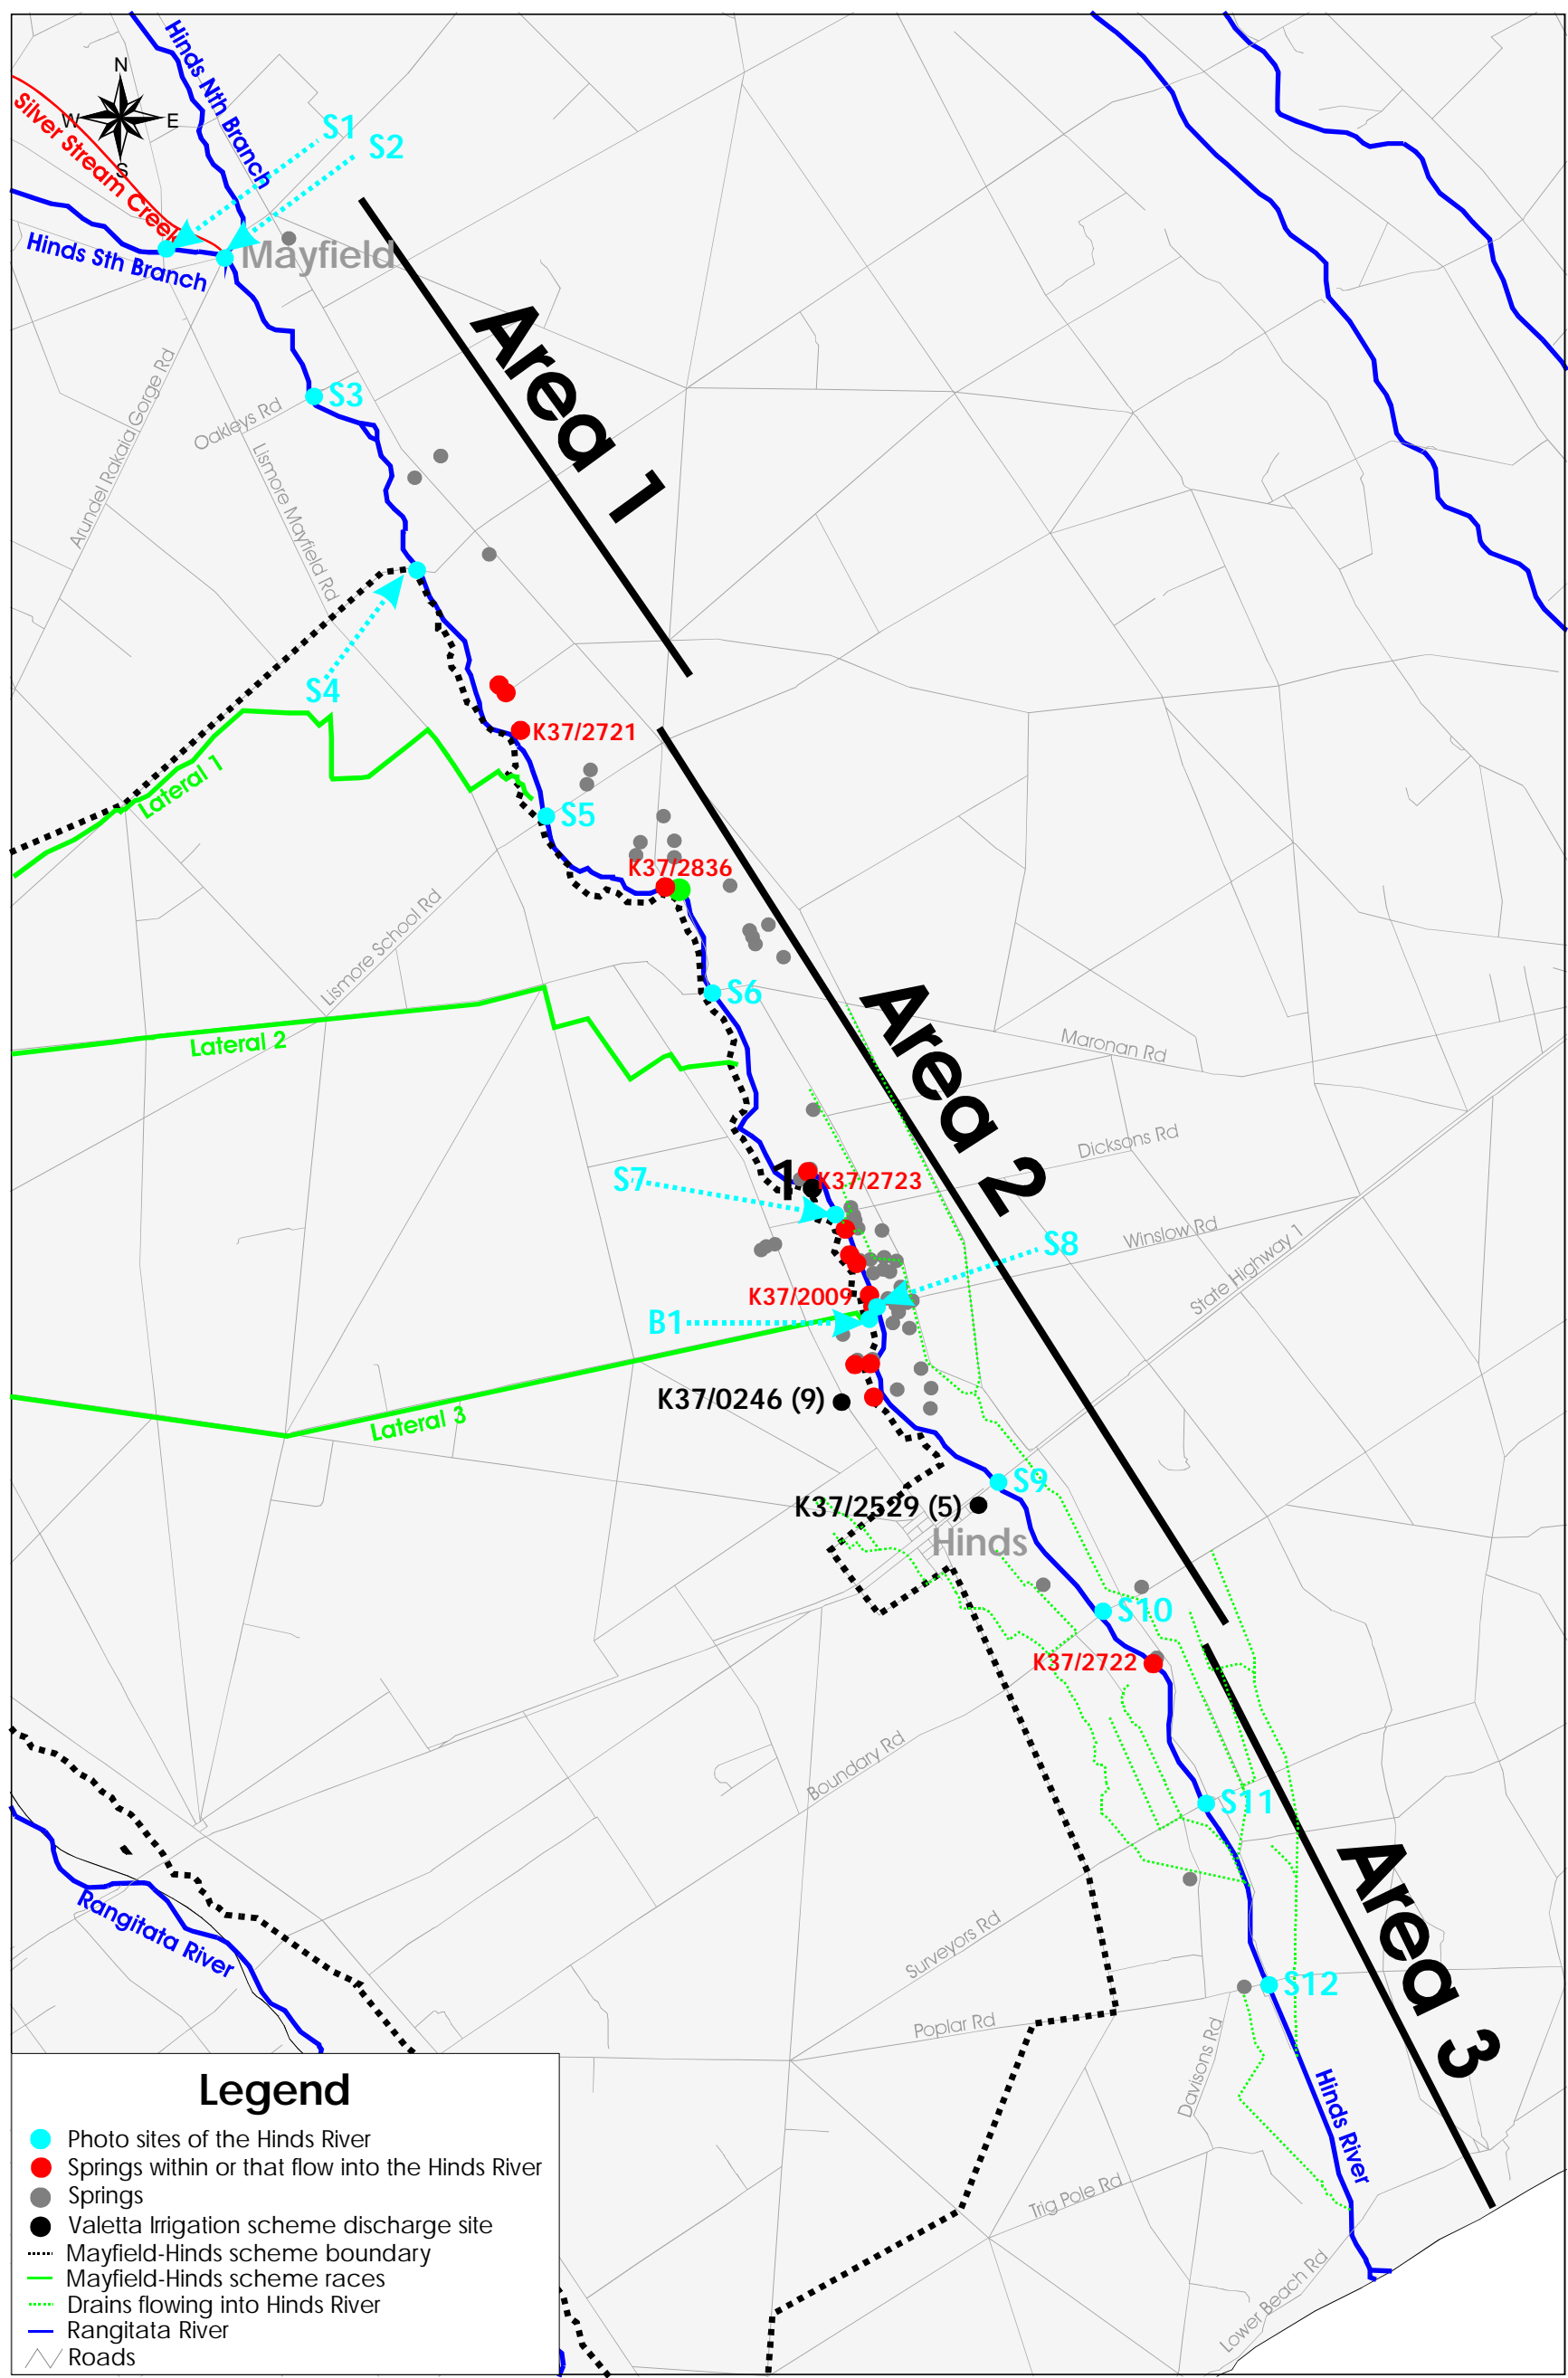 Hinds Nth Branch
N
W
E
S
Silver Stream Creek
S1
S2
Hinds Sth Branch
Mayfield
Area 1
Arundel Rakaia Gorge Rd
Oakleys Rd
S3
Lismore Mayfield Rd
S4
K37/2721
Lateral 1
S5
K37/2836
Lismore School Rd
S6
Lateral 2
Area 2
Maronan Rd
Dicksons Rd
S7
1
K37/2723
Winslow Rd
S8
State Highway 1
K37/2009
B1
K37/0246 (9)
Lateral 3
S9
K37/2529 (5)
Hinds
S10
K37/2722
Boundary Rd
S11
Area 3
Rangitata River
Surveyors Rd
S12
Poplar Rd
Davisons Rd
Hinds River
Trig Pole Rd
Lower Beach Rd
Legend
Photo sites of the Hinds River
Springs within or that flow into the Hinds River
Springs
Valetta Irrigation scheme discharge site
Mayfield-Hinds scheme boundary
Mayfield-Hinds scheme races
Drains flowing into Hinds River
Rangitata River
Roads